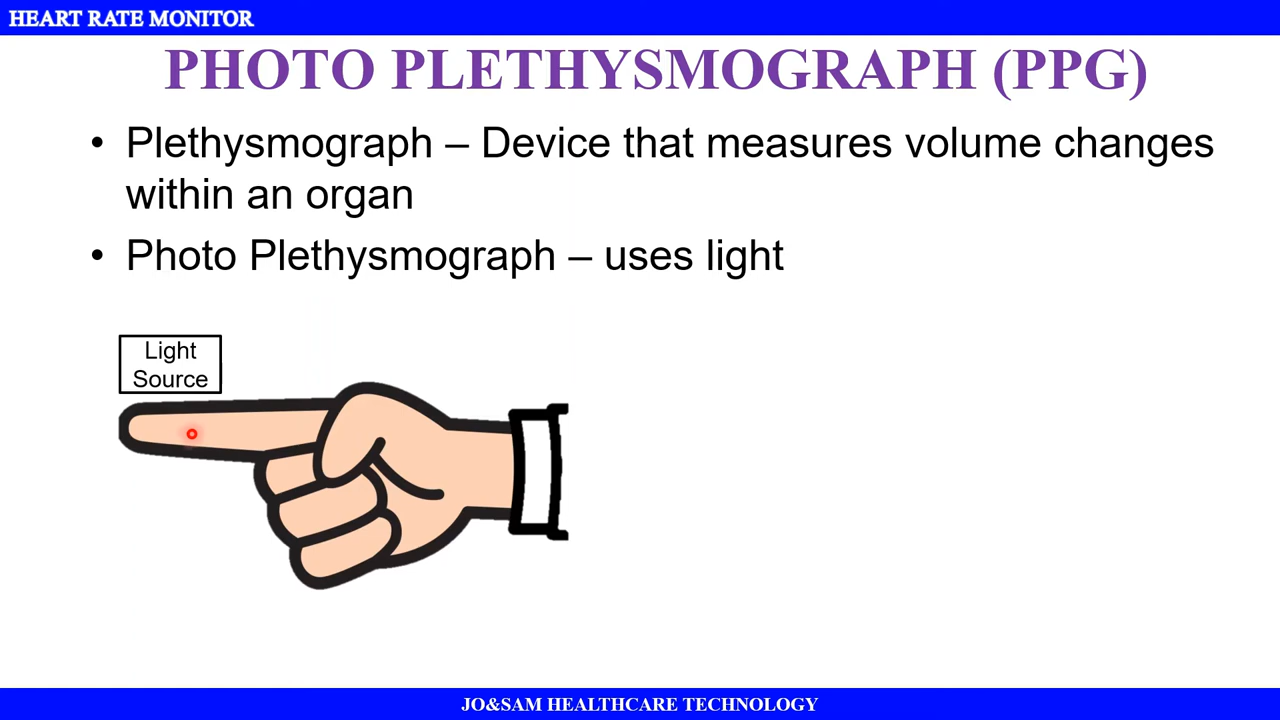 HEART RATE MONITOR
PHOTO PLETHYSMOGRAPH (PPG)
• Plethysmograph – Device that measures volume changes
within an organ
• Photo Plethysmograph – uses light
Light
Source
JO&SAM HEALTHCARE TECHNOLOGY